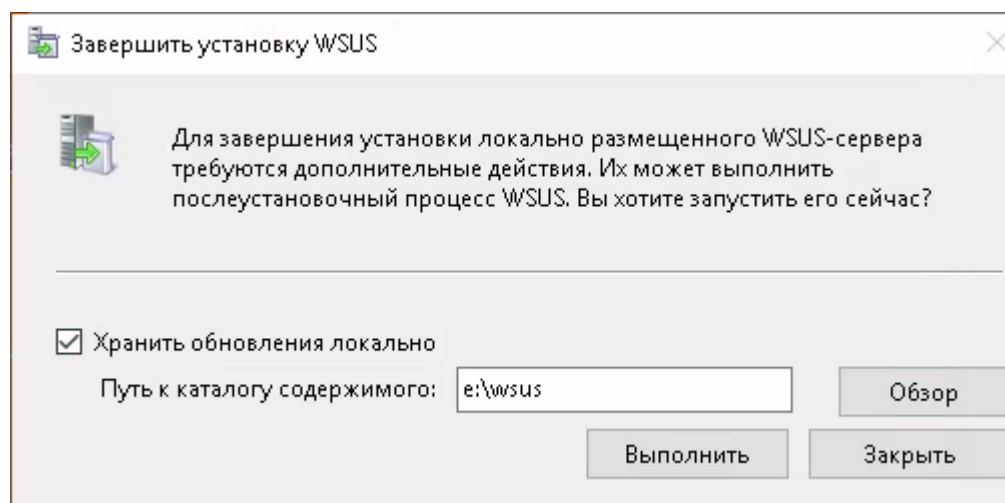 Завершить установку WSUS
Для завершения установки локально размещенного WSUS-сервера
требуются дополнительные действия. Их может выполнить
послеустановочный процесс WSUS. Вы хотите запустить его сейчас?
Хранить обновления локально
Путь к каталогу содержимого: e:\wsus Обзор
Выполнить Закрыть